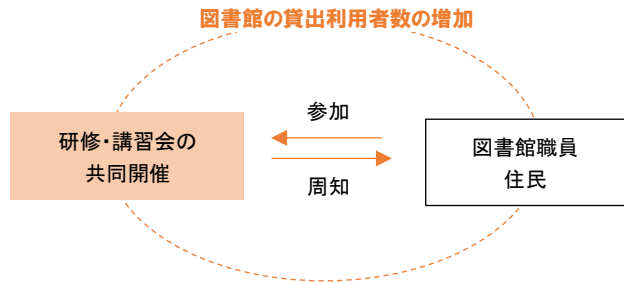 図書館の貸出利用者数の増加
研修・講習会の
共同開催
参加
周知
図書館職員
住民